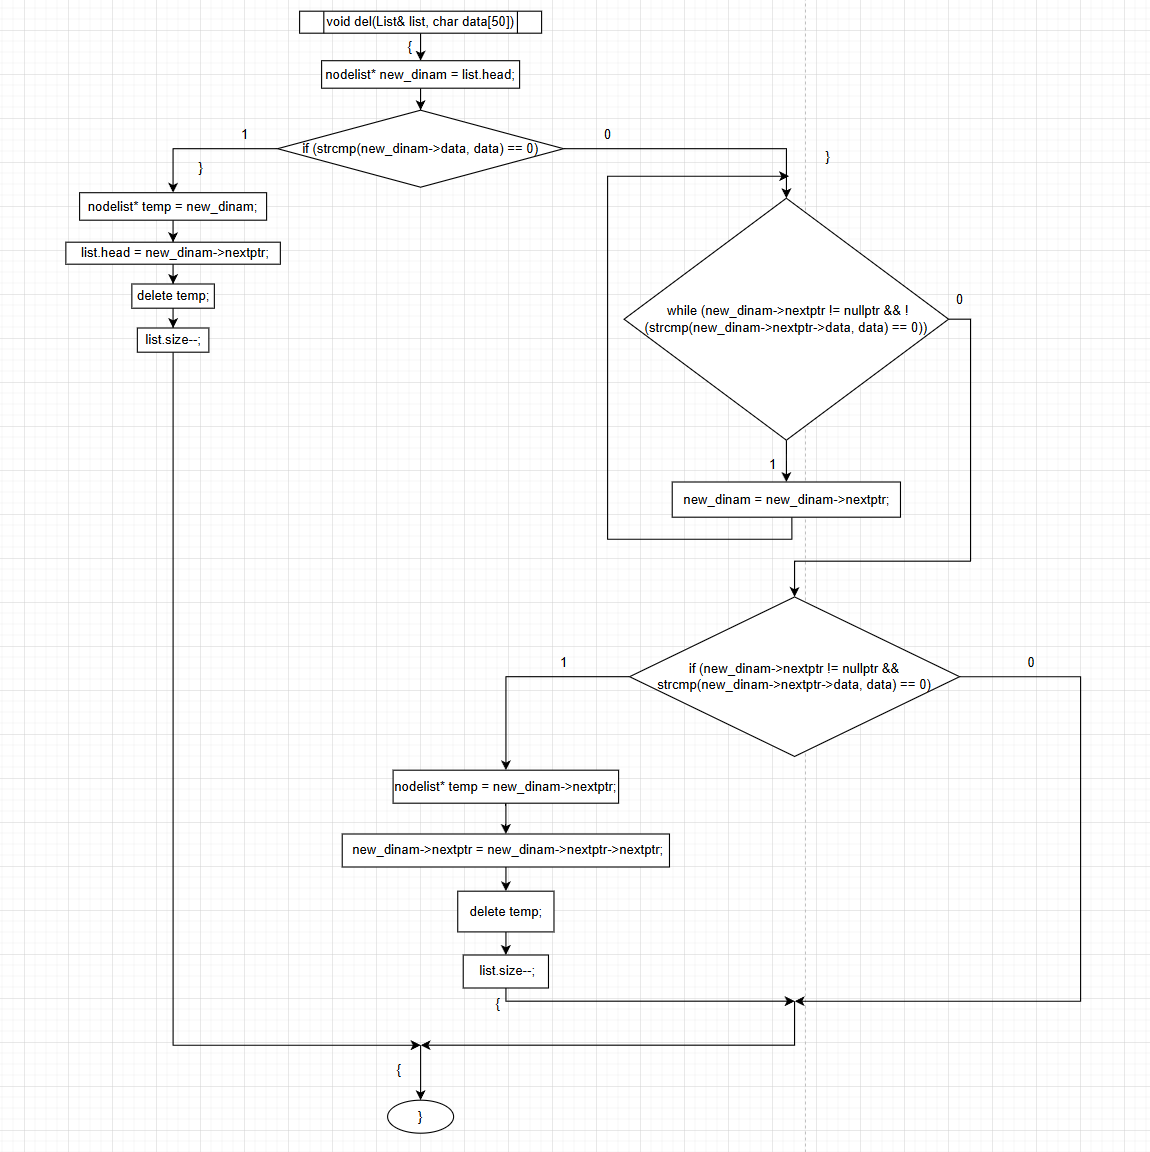 void del(List& list, char data[50])
{
nodelist* new_dinam = list.head;
1
0
if (strcmp(new_dinam->data, data) == 0)
}
}
nodelist* temp = new_dinam;
list.head = new_dinam->nextptr;
delete temp;
list.size--;
0
while (new_dinam->nextptr != nullptr && !
(strcmp(new_dinam->nextptr->data, data) == 0))
1
new_dinam = new_dinam->nextptr;
1
0
if (new_dinam->nextptr != nullptr &&
strcmp(new_dinam->nextptr->data, data) == 0)
nodelist* temp = new_dinam->nextptr;
new_dinam->nextptr = new_dinam->nextptr->nextptr;
delete temp;
list.size--;
{
{
}